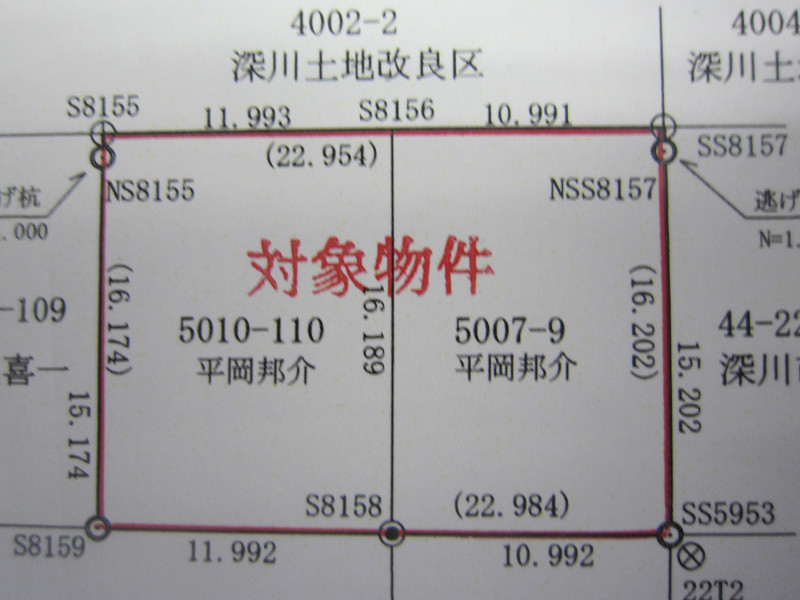 4002-2
4004
深川土地改良区
深川土
S8155
11.993
S8156
10.991
SS8157
(22.954)
げ杭
NS8155
NSS8157
逃げ
.000
N=1.
対象物件
(16.174)
16.189
(16.202)
-109
5010-110
5007-9
44-22
喜一
平岡邦介
平岡邦介
深川
15.202
15.174
S8158
(22.984)
SS5953
S8159
11.992
10.992
22T2